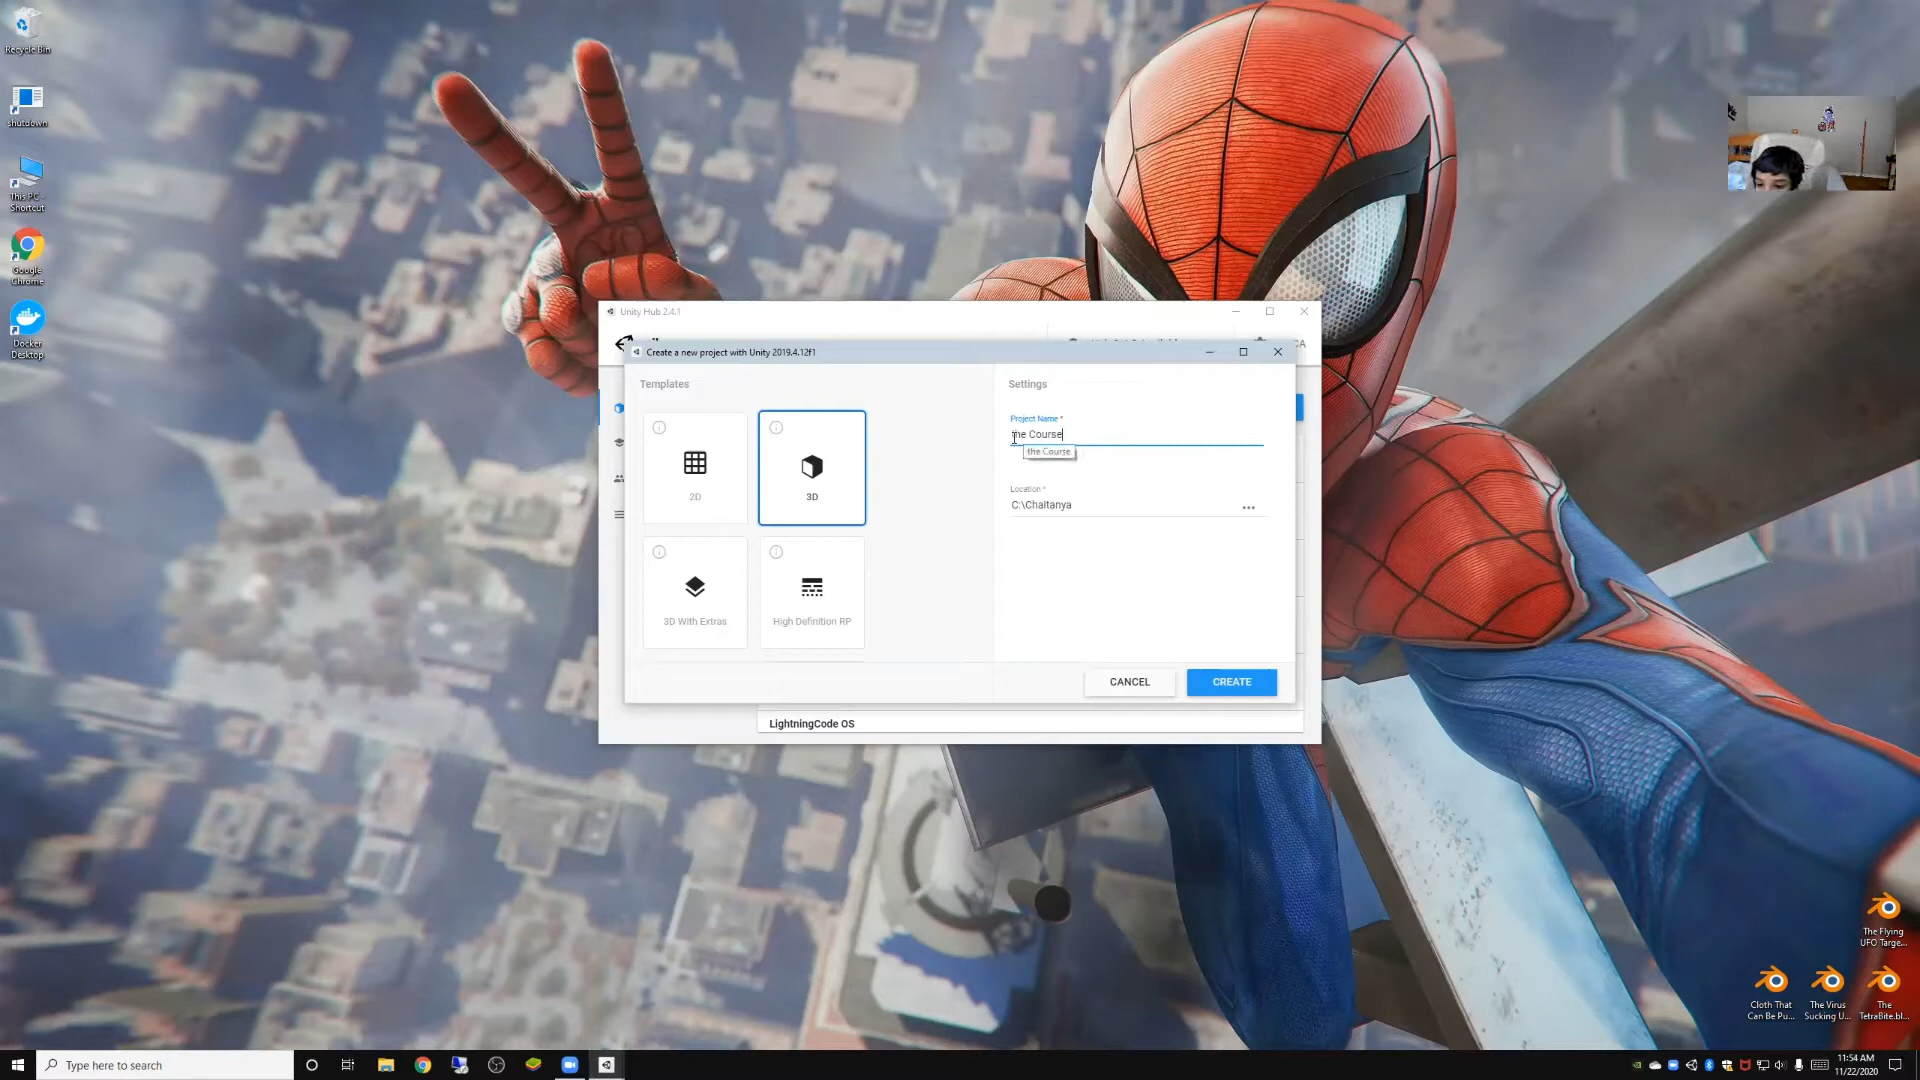 Recycle Bin
shutdown
This PC -
Shortcut
Google
Chrome
Docker
Desktop
Unity Hub 2.4.1
CA
Create a new project with Unity 2019.4.12f1
Templates
2D
3D
3D With Extras
High Definition RP
Settings
Project Name *
the Course
the Course
Location *
C:\Chaitanya
...
CANCEL
CREATE
LightningCode OS
The Flying
UFO Targe...
Cloth That
Can Be Pu...
The Virus
Sucking U...
The
TetraBite.bl...
Type here to search
11:54 AM
11/22/2020